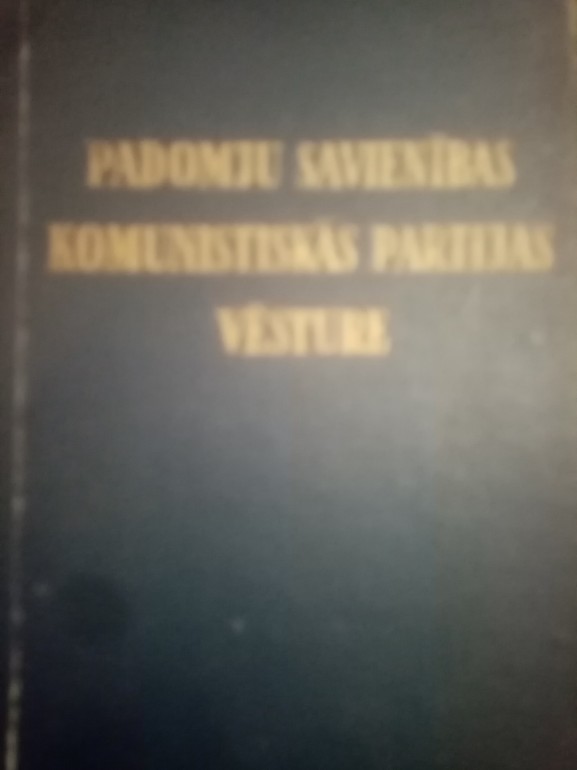 PADOMJU SAVIENĪBAS
KOMUNISTISKĀS PARTIJAS
VĒSTURE